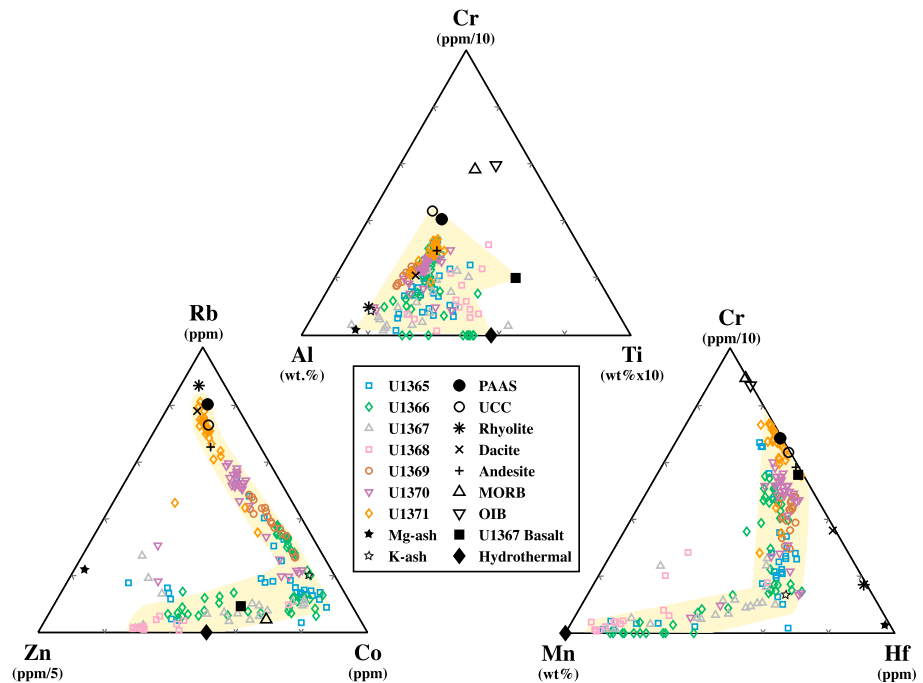 Cr
(ppm/10)
Al
(wt.%)
Ti
(wt%x10)
Rb
(ppm)
Zn
(ppm/5)
Co
(ppm)
Cr
(ppm/10)
Mn
(wt%)
Hf
(ppm)
U1365
U1366
U1367
U1368
U1369
U1370
U1371
Mg-ash
K-ash
PAAS
UCC
Rhyolite
Dacite
Andesite
MORB
OIB
U1367 Basalt
Hydrothermal